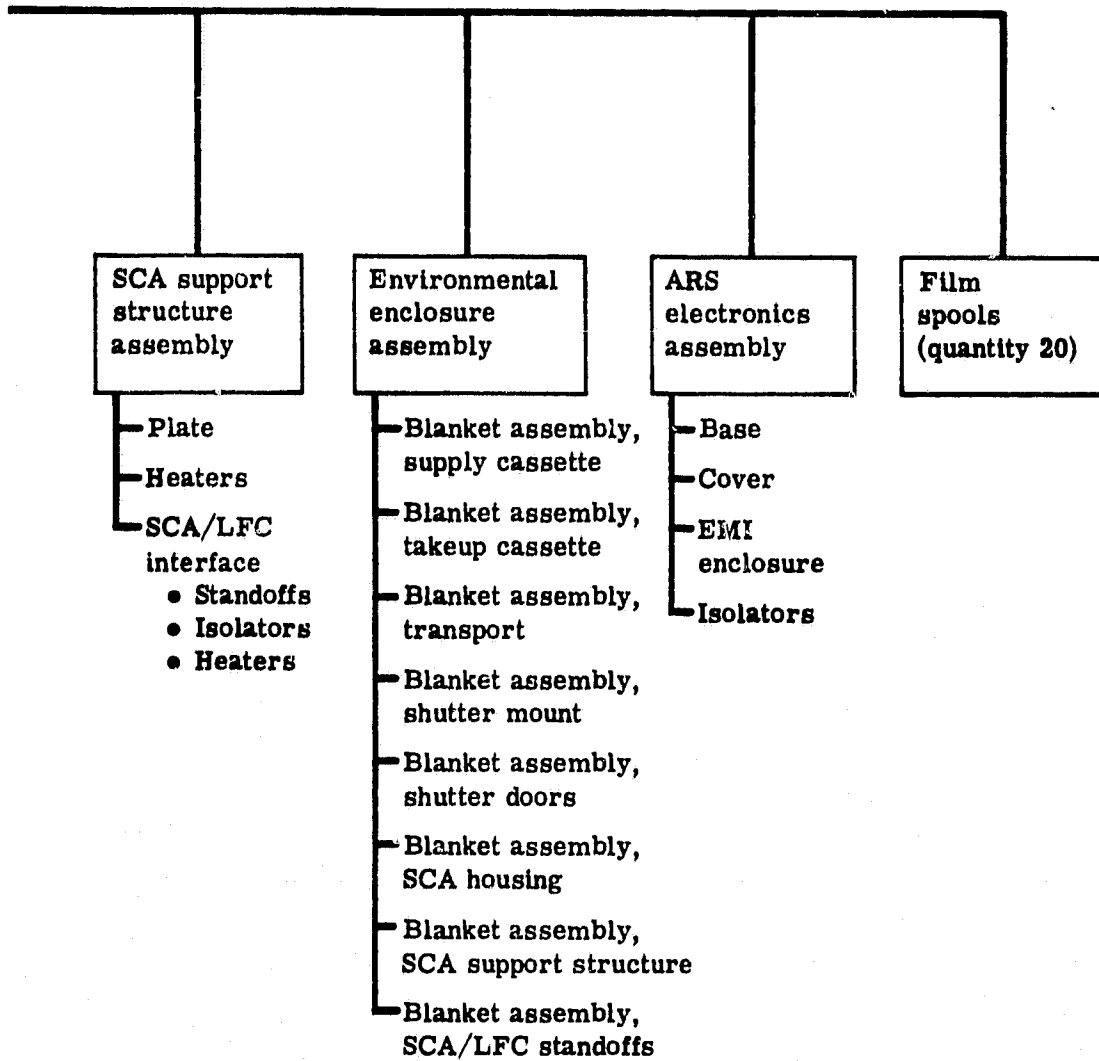 SCA support
structure
assembly
Plate
Heaters
SCA/LFC
interface
• Standoffs
• Isolators
• Heaters
Environmental
enclosure
assembly
Blanket assembly,
supply cassette
Blanket assembly,
takeup cassette
Blanket assembly,
transport
Blanket assembly,
shutter mount
Blanket assembly,
shutter doors
Blanket assembly,
SCA housing
Blanket assembly,
SCA support structure
Blanket assembly,
SCA/LFC standoffs
ARS
electronics
assembly
Base
Cover
EMI
enclosure
Isolators
Film
spools
(quantity 20)